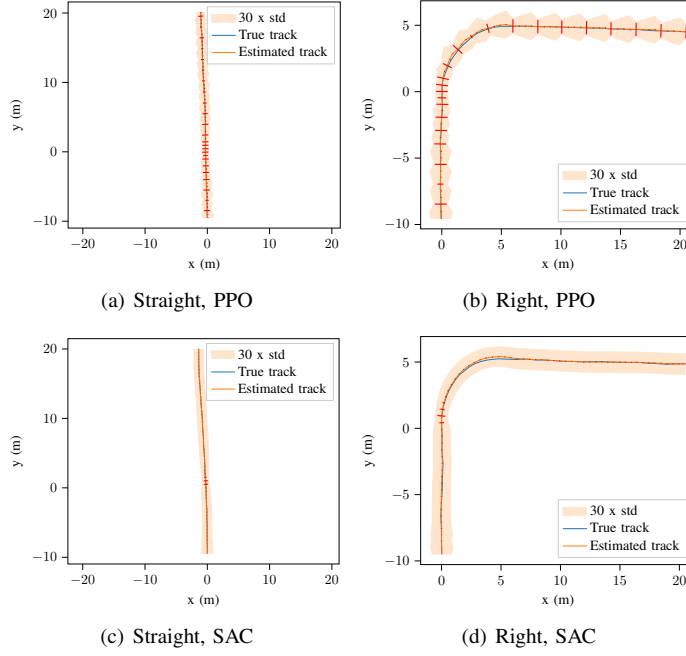 20
10
0
−10
y (m)
−20
−10
0
10
20
x (m)
30 x std
True track
Estimated track
(a) Straight, PPO
5
0
−5
−10
y (m)
0
5
10
15
20
x (m)
30 x std
True track
Estimated track
(b) Right, PPO
20
10
0
−10
y (m)
−20
−10
0
10
20
x (m)
30 x std
True track
Estimated track
(c) Straight, SAC
5
0
−5
−10
y (m)
0
5
10
15
20
x (m)
30 x std
True track
Estimated track
(d) Right, SAC